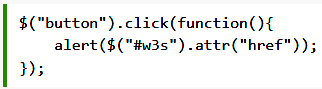 $("button").click(function(){
    alert($("#w3s").attr("href"));
});